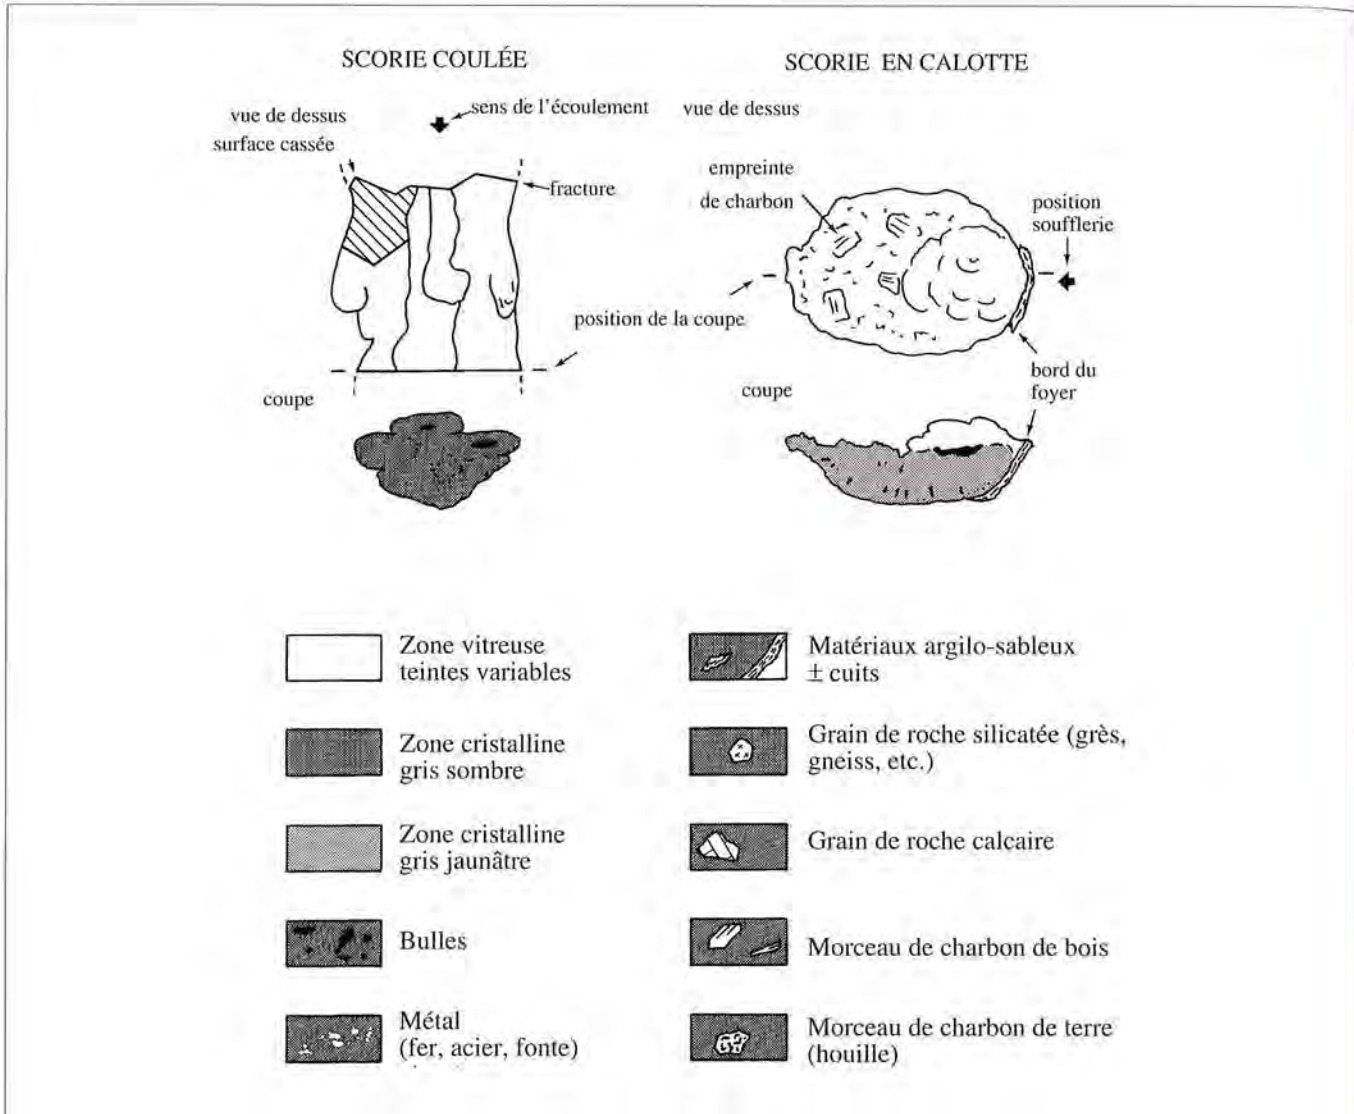 SCORIE COULÉE
vue de dessus
surface cassée
sens de l'écoulement
fracture
position de la coupe
coupe
SCORIE EN CALOTTE
vue de dessus
empreinte
de charbon
position
soufflerie
bord du
foyer
coupe
Zone vitreuse
teintes variables
Zone cristalline
gris sombre
Zone cristalline
gris jaunâtre
Bulles
Métal
(fer, acier, fonte)
Matériaux argilo-sableux
± cuits
Grain de roche silicatée (grès,
gneiss, etc.)
Grain de roche calcaire
Morceau de charbon de bois
Morceau de charbon de terre
(houille)